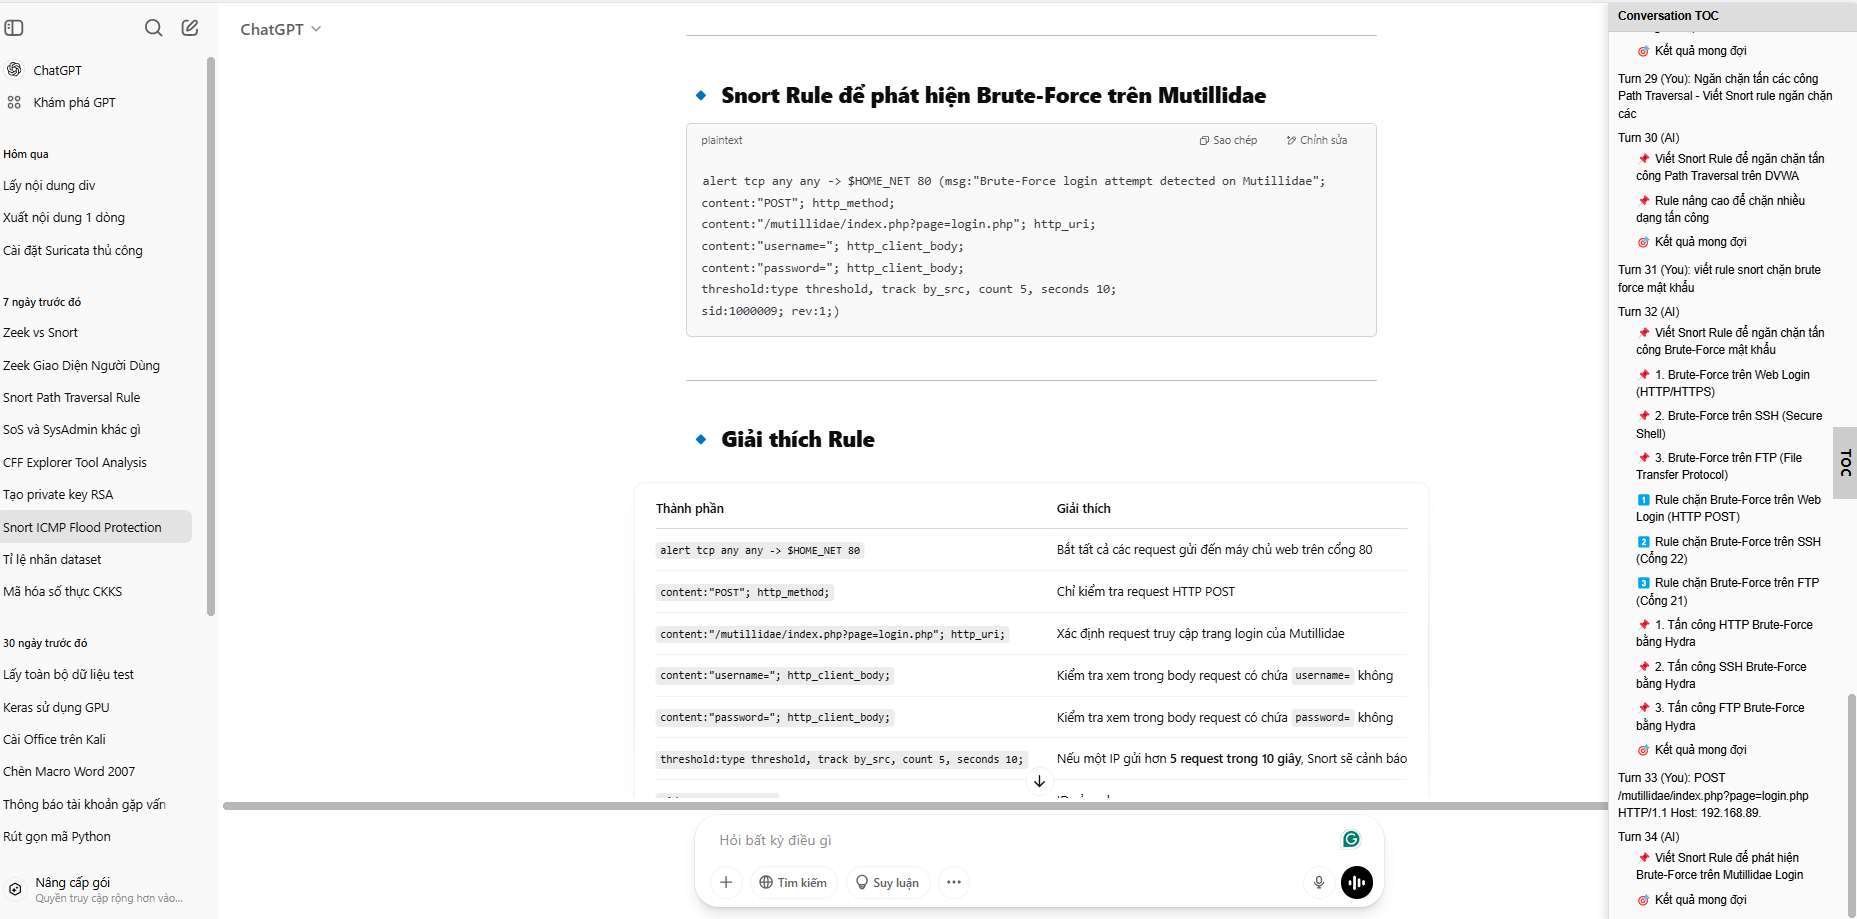 ChatGPT
Khám phá GPT
Hôm qua
Lấy nội dung div
Xuất nội dung 1 dòng
Cài đặt Suricata thủ công
7 ngày trước đó
Zeek vs Snort
Zeek Giao Diện Người Dùng
Snort Path Traversal Rule
SoS và SysAdmin khác gì
CFF Explorer Tool Analysis
Tạo private key RSA
Snort ICMP Flood Protection
Tỉ lệ nhãn dataset
Mã hóa số thực CKKS
30 ngày trước đó
Lấy toàn bộ dữ liệu test
Keras sử dụng GPU
Cài Office trên Kali
Chèn Macro Word 2007
Thông báo tài khoản gặp vấn
Rút gọn mã Python
Nâng cấp gói
Quyền truy cập rộng hơn vào...
ChatGPT
Snort Rule để phát hiện Brute-Force trên Mutillidae
plaintext
Sao chép
Chỉnh sửa
alert tcp any any -> $HOME_NET 80 (msg:"Brute-Force login attempt detected on Mutillidae";
content:"POST"; http_method;
content:"/mutillidae/index.php?page=login.php"; http_uri;
content:"username="; http_client_body;
content:"password="; http_client_body;
threshold:type threshold, track by_src, count 5, seconds 10;
sid:1000009; rev:1;)
Giải thích Rule
Thành phần Giải thích
alert tcp any any -> $HOME_NET 80 Bắt tất cả các request gửi đến máy chủ web trên cổng 80
content:"POST"; http_method; Chỉ kiểm tra request HTTP POST
content:"/mutillidae/index.php?page=login.php"; http_uri; Xác định request truy cập trang login của Mutillidae
content:"username="; http_client_body; Kiểm tra xem trong body request có chứa username= không
content:"password="; http_client_body; Kiểm tra xem trong body request có chứa password= không
threshold:type threshold, track by_src, count 5, seconds 10; Nếu một IP gửi hơn 5 request trong 10 giây, Snort sẽ cảnh báo
Hỏi bất kỳ điều gì
Tìm kiếm
Suy luận
Conversation TOC
Kết quả mong đợi
Turn 29 (You): Ngăn chặn tấn các công
Path Traversal - Viết Snort rule ngăn chặn
các
Turn 30 (AI)
Viết Snort Rule để ngăn chặn tấn
công Path Traversal trên DVWA
Rule nâng cao để chặn nhiều
dạng tấn công
Kết quả mong đợi
Turn 31 (You): viết rule snort chặn brute
force mật khẩu
Turn 32 (AI)
Viết Snort Rule để ngăn chặn tấn
công Brute-Force mật khẩu
1. Brute-Force trên Web Login
(HTTP/HTTPS)
2. Brute-Force trên SSH (Secure
Shell)
3. Brute-Force trên FTP (File
Transfer Protocol)
1 Rule chặn Brute-Force trên Web
Login (HTTP POST)
2 Rule chặn Brute-Force trên SSH
(Cổng 22)
3 Rule chặn Brute-Force trên FTP
(Cổng 21)
1. Tấn công HTTP Brute-Force
bằng Hydra
2. Tấn công SSH Brute-Force
bằng Hydra
3. Tấn công FTP Brute-Force
bằng Hydra
Kết quả mong đợi
Turn 33 (You): POST
/mutillidae/index.php?page=login.php
HTTP/1.1 Host: 192.168.89.
Turn 34 (AI)
Viết Snort Rule để phát hiện
Brute-Force trên Mutillidae Login
Kết quả mong đợi
TOC